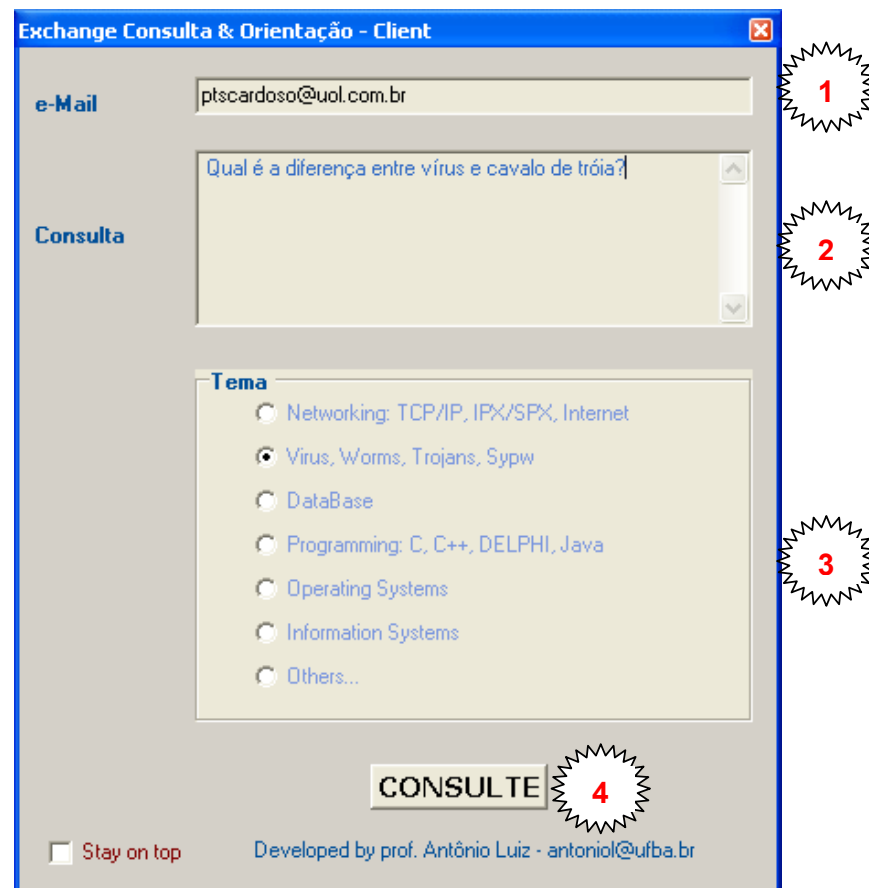 Exchange Consulta & Orientação - Client
e-Mail
ptscardoso@uol.com.br
1
Qual é a diferença entre vírus e cavalo de tróia?
Consulta
2
Tema
Networking: TCP/IP, IPX/SPX, Internet
Virus, Worms, Trojans, Sypw
DataBase
Programming: C, C++, DELPHI, Java
3
Operating Systems
Information Systems
Others...
CONSULTE
4
Stay on top
Developed by prof. Antônio Luiz - antoniol@ufba.br